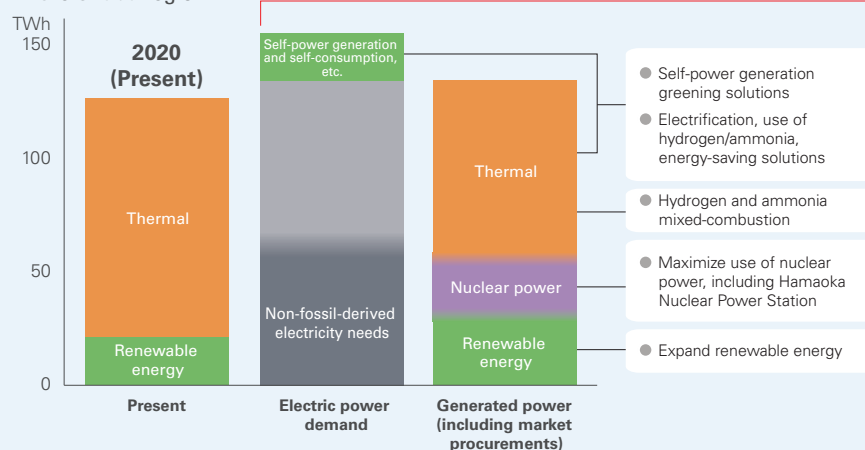 TWh
150
100
50
0
2020
(Present)
Thermal
Renewable
energy
Self-power generation
and self-consumption,
etc.
Non-fossil-derived
electricity needs
Thermal
Nuclear power
Renewable
energy
Present
Electric power
demand
Generated power
(including market
procurements)
Self-power generation
greening solutions
Electrification, use of
hydrogen/ammonia,
energy-saving solutions
Hydrogen and ammonia
mixed-combustion
Maximize use of nuclear
power, including Hamaoka
Nuclear Power Station
Expand renewable energy